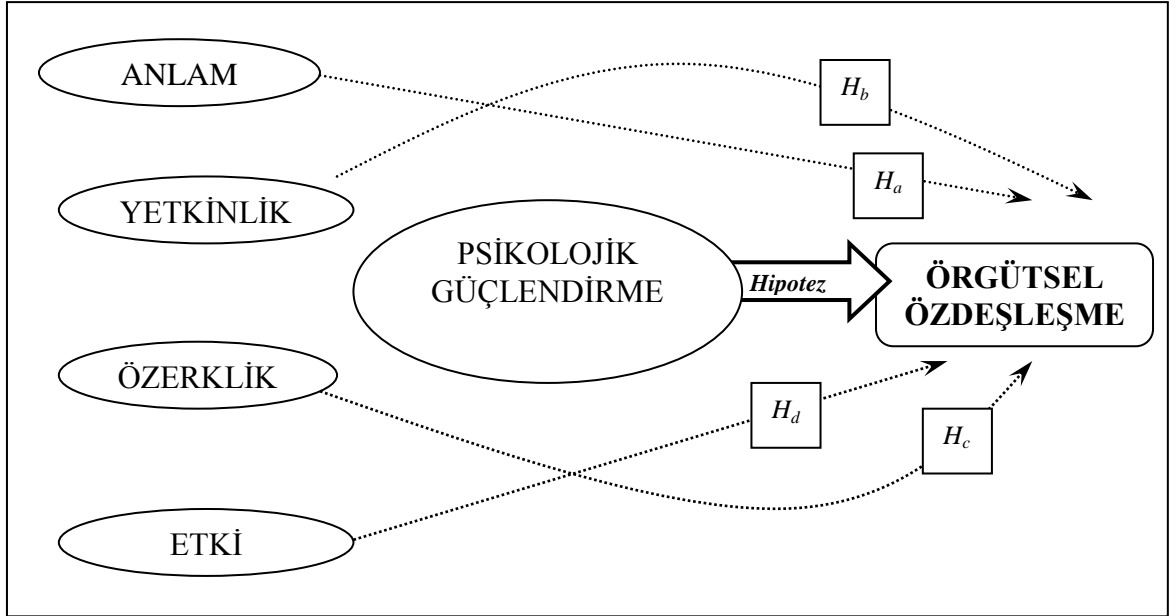 ANLAM
H_b
H_a
YETKİNLİK
PSİKOLOJİK
GÜÇLENDİRME
Hipotez
ÖRGÜTSEL
ÖZDEŞLEŞME
ÖZERKLİK
H_d
H_c
ETKİ